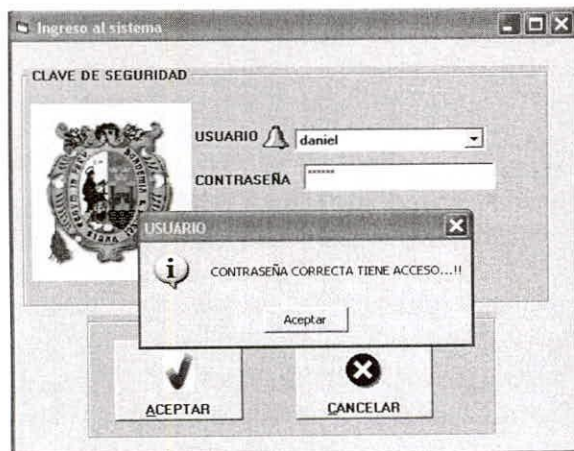 Ingreso al sistema
CLAVE DE SEGURIDAD
USUARIO daniel
CONTRASEÑA ******
USUARIO
CONTRASEÑA CORRECTA TIENE ACCESO...!!
Aceptar
ACEPTAR CANCELAR